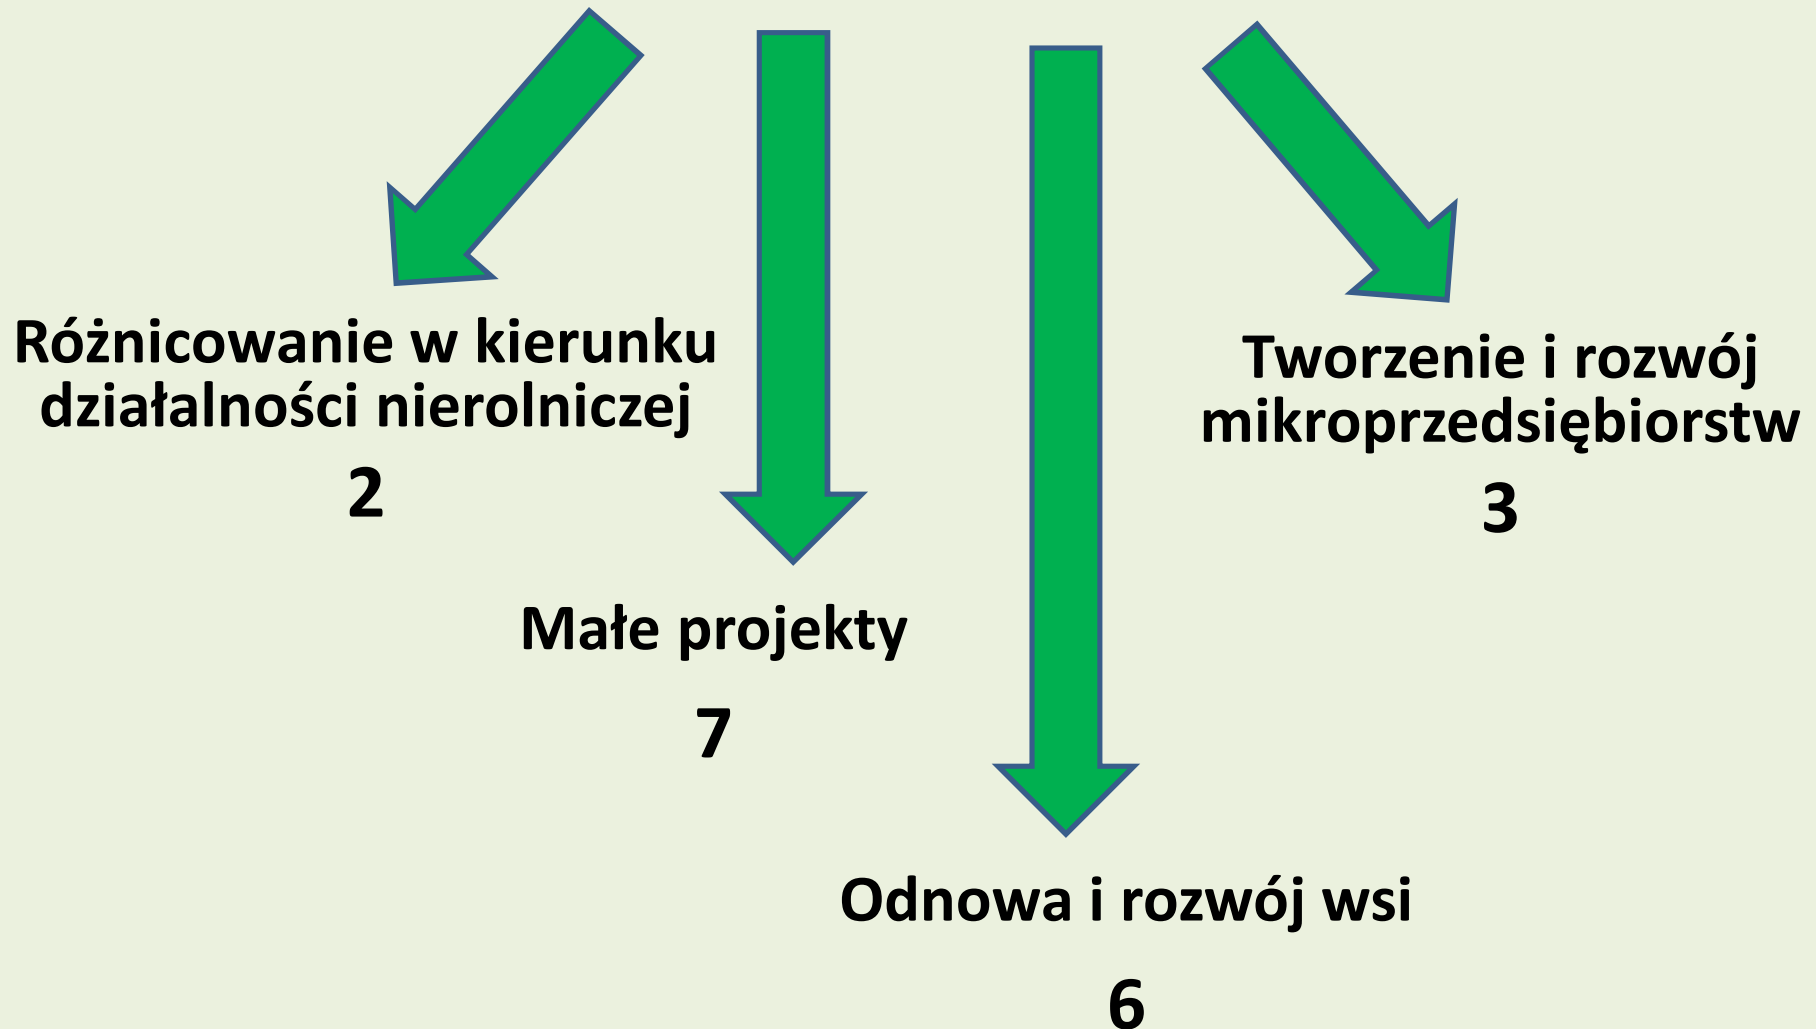 Różnicowanie w kierunku
działalności nierolniczej
2
Tworzenie i rozwój
mikroprzedsiębiorstw
3
Małe projekty
7
Odnowa i rozwój wsi
6